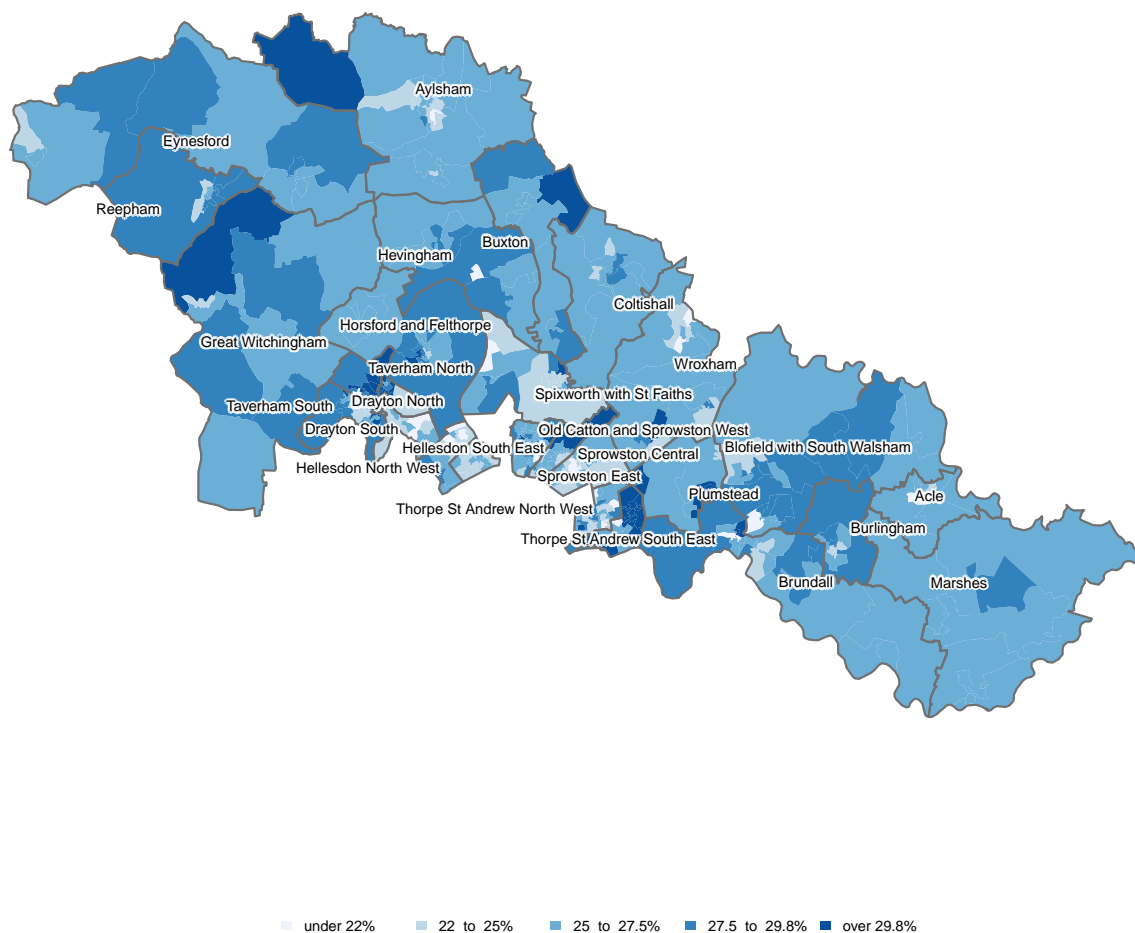 Aylsham
Eynesford
Reepham
Buxton
Hevingham
Coltishall
Horsford and Felthorpe
Great Witchingham
Wroxham
Taverham North
Spixworth with St Faiths
Drayton North
Taverham South
Drayton South
Old Catton and Sprowston West
Hellesdon South East
Blofield with South Walsham
Sprowston Central
Hellesdon North West
Sprowston East
Plumstead
Acle
Thorpe St Andrew North West
Burlingham
Thorpe St Andrew South East
Brundall
Marshes
under 22% 22 to 25% 25 to 27.5% 27.5 to 29.8% over 29.8%